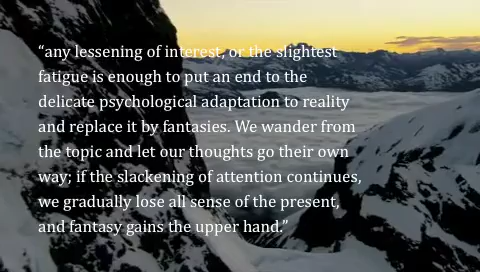 “any lessening of interest, or the slightest
fatigue is enough to put an end to the
delicate psychological adaptation to reality
and replace it by fantasies. We wander from
the topic and let our thoughts go their own
way; if the slackening of attention continues,
we gradually lose all sense of the present,
and fantasy gains the upper hand.”